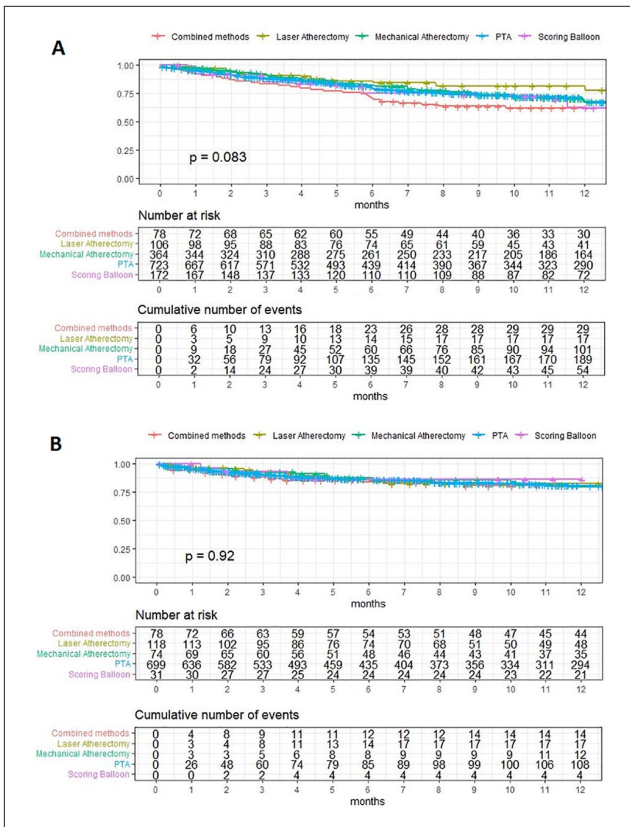 A
Combined methods Laser Atherectomy Mechanical Atherectomy PTA Scoring Balloon
1.00
0.75
0.50
0.25
0.00
p = 0.083
0 1 2 3 4 5 6 7 8 9 10 11 12
months
Number at risk
Combined methods 78 72 68 65 62 60 55 49 44 40 36 33 30
Laser Atherectomy 106 98 95 88 83 76 74 65 61 59 45 43 41
Mechanical Atherectomy 364 344 324 310 288 275 261 250 233 217 205 186 164
PTA 723 667 617 571 532 493 439 414 390 367 344 323 290
Scoring Balloon 172 167 148 137 133 120 110 110 109 88 87 82 72
0 1 2 3 4 5 6 7 8 9 10 11 12
months
Cumulative number of events
Combined methods 0 6 10 13 16 18 23 26 28 28 29 29 29
Laser Atherectomy 0 3 5 9 10 13 14 15 17 17 17 17 17
Mechanical Atherectomy 0 9 18 27 45 52 60 66 76 85 90 94 101
PTA 0 32 56 79 92 107 135 145 152 161 167 170 189
Scoring Balloon 0 2 14 24 27 30 39 39 40 42 43 45 54
0 1 2 3 4 5 6 7 8 9 10 11 12
months
B
Combined methods Laser Atherectomy Mechanical Atherectomy PTA Scoring Balloon
1.00
0.75
0.50
0.25
0.00
p = 0.92
0 1 2 3 4 5 6 7 8 9 10 11 12
months
Number at risk
Combined methods 78 72 66 63 59 57 54 53 51 48 47 45 44
Laser Atherectomy 118 113 102 95 86 76 74 70 68 51 50 49 48
Mechanical Atherectomy 74 69 65 60 56 51 48 46 44 43 41 37 35
PTA 699 636 582 533 493 459 435 404 373 356 334 311 294
Scoring Balloon 31 30 27 27 25 24 24 24 24 24 23 22 21
0 1 2 3 4 5 6 7 8 9 10 11 12
months
Cumulative number of events
Combined methods 0 4 8 9 11 11 12 12 12 14 14 14 14
Laser Atherectomy 0 3 4 8 11 13 14 17 17 17 17 17 17
Mechanical Atherectomy 0 3 3 5 6 8 8 9 9 9 9 11 12
PTA 0 26 48 60 74 79 85 89 98 99 100 106 108
Scoring Balloon 0 0 2 2 4 4 4 4 4 4 4 4 4
0 1 2 3 4 5 6 7 8 9 10 11 12
months